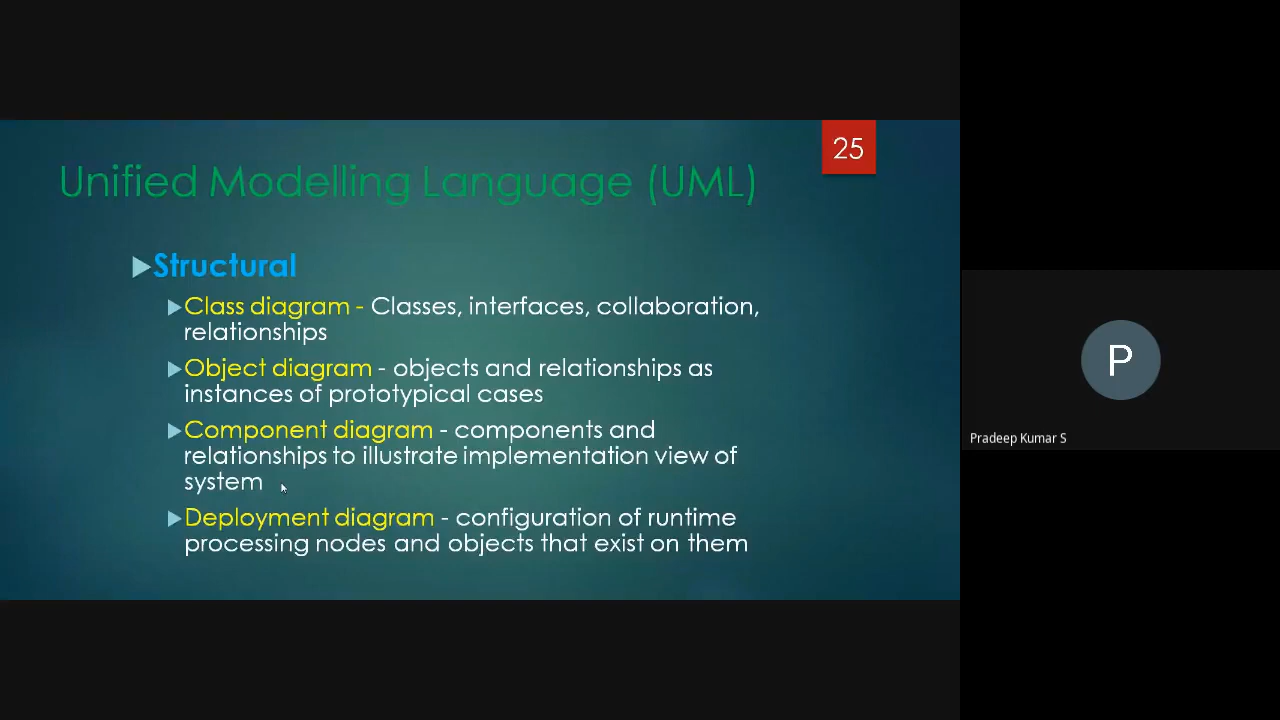 25
Unified Modelling Language (UML)
Structural
Class diagram - Classes, interfaces, collaboration,
relationships
Object diagram - objects and relationships as
instances of prototypical cases
Component diagram - components and
relationships to illustrate implementation view of
system
Deployment diagram - configuration of runtime
processing nodes and objects that exist on them
P
Pradeep Kumar S